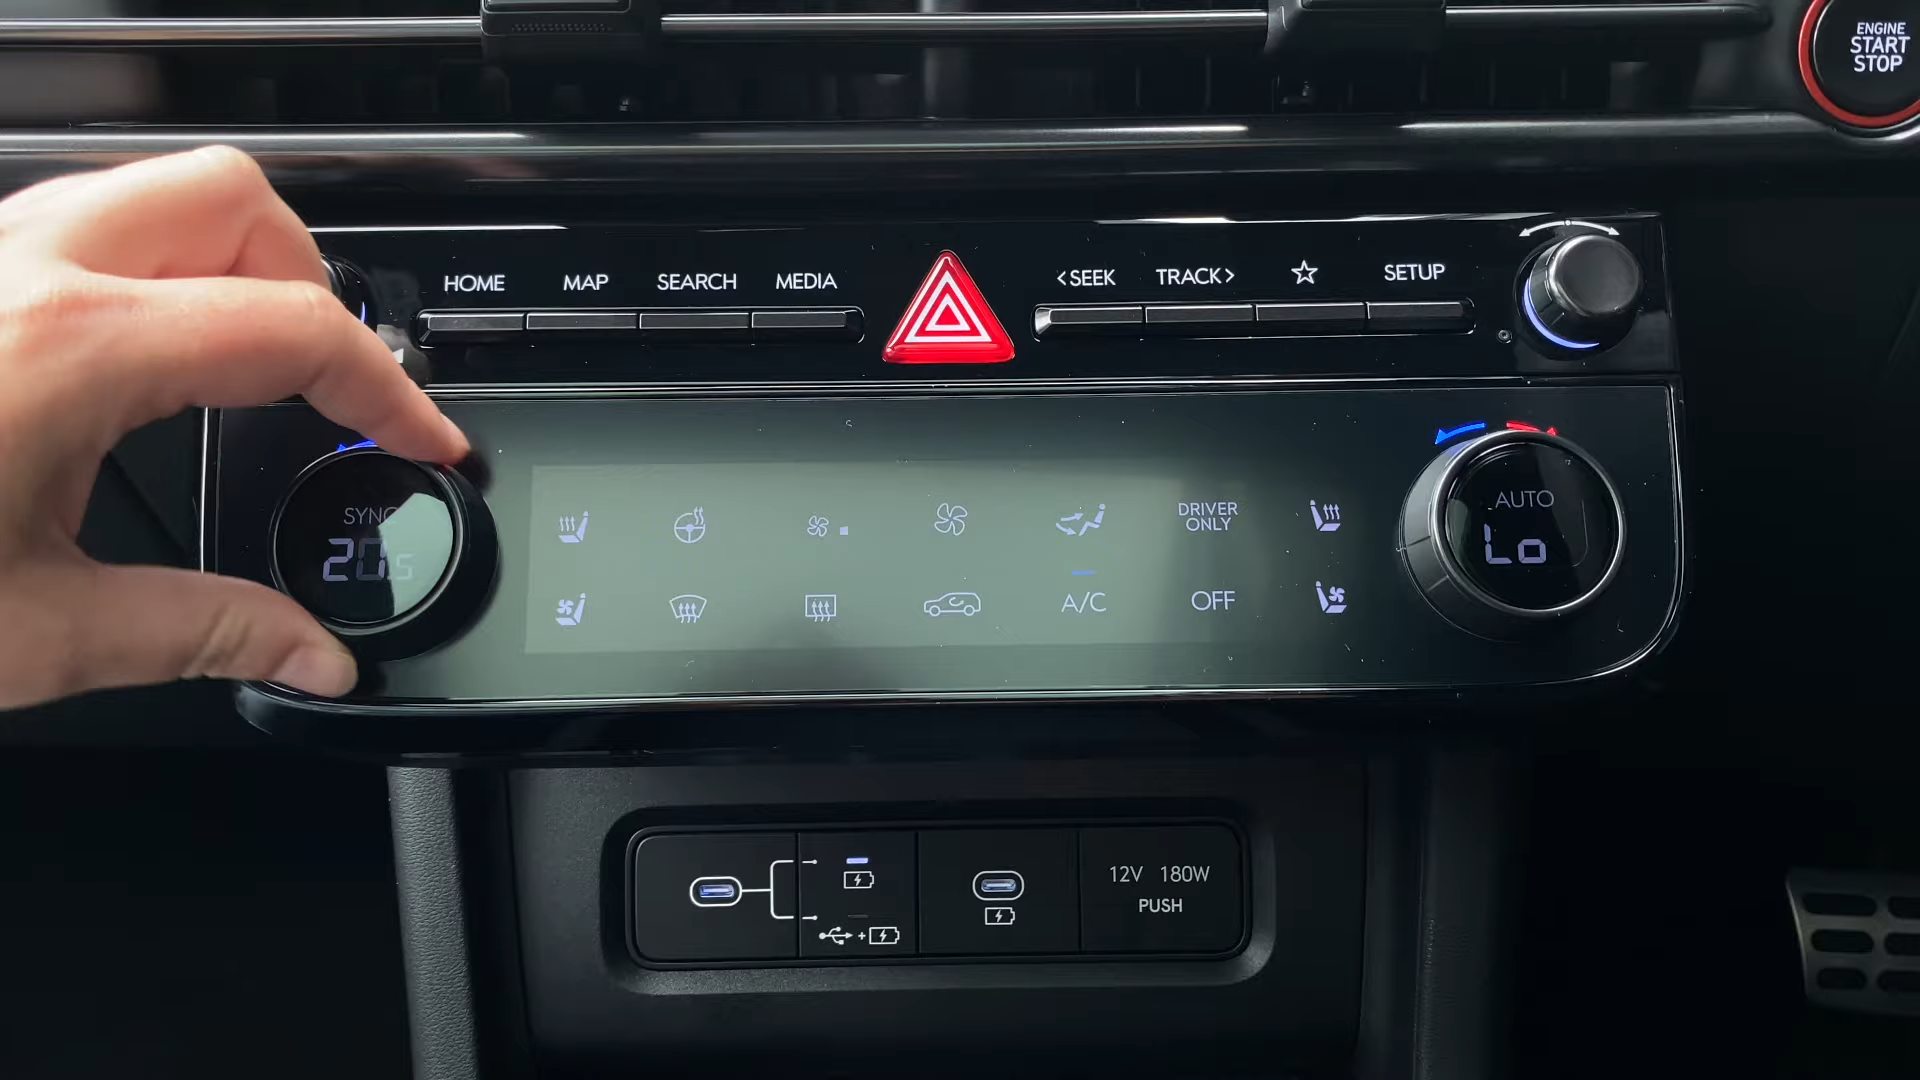 ENGINE
START
STOP
HOME MAP SEARCH MEDIA <SEEK TRACK> SETUP
SYNC
20.5
DRIVER
ONLY
AUTO
Lo
A/C OFF
12V 180W
PUSH